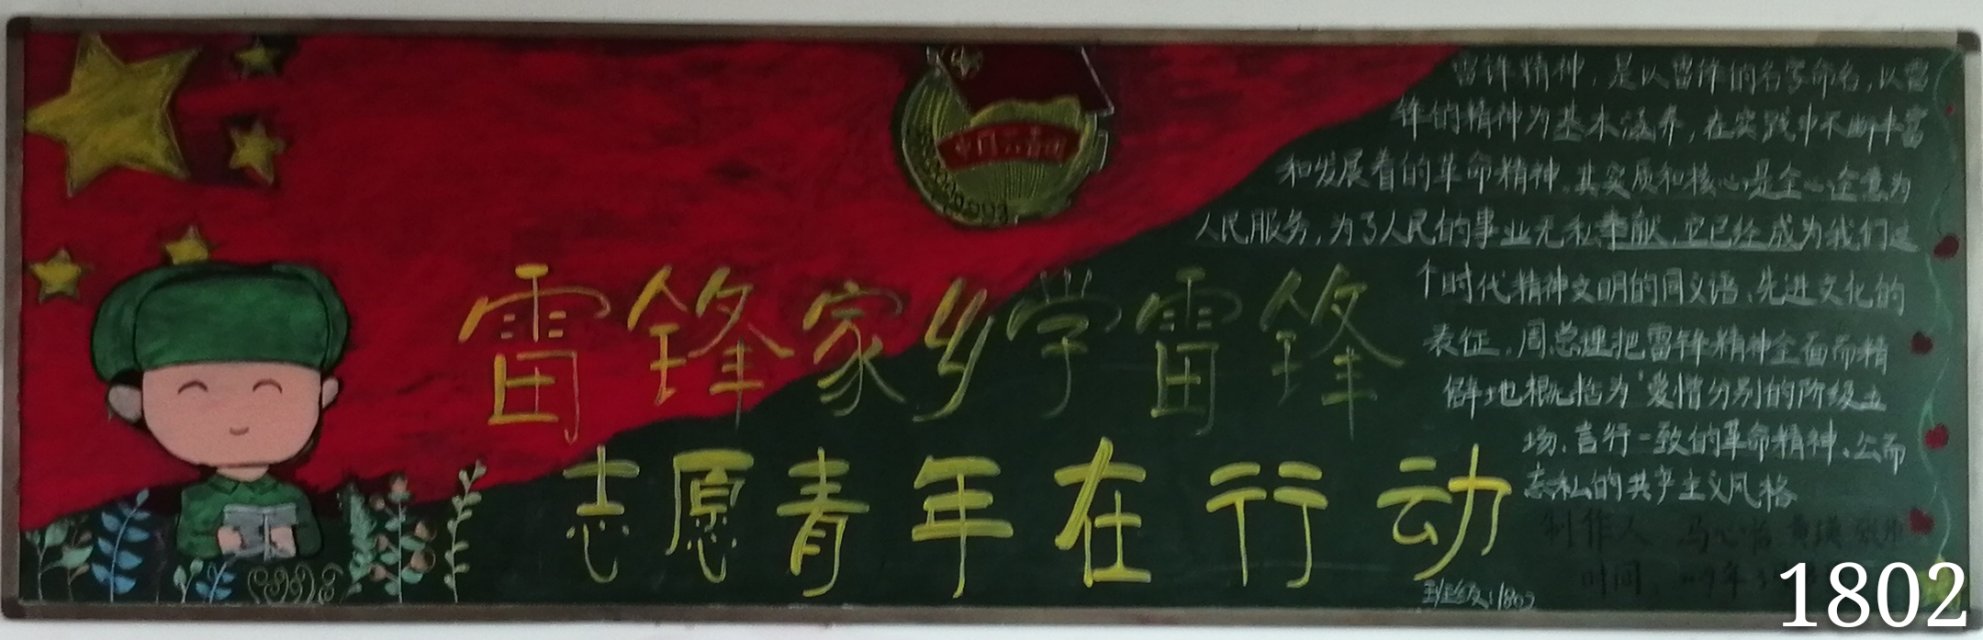 中国共青团
雷锋家乡学雷锋
志愿青年在行动
雷锋精神,是以雷锋的名字命名,以雷
锋的精神为基本涵养,在实践中不断丰富
和发展着的革命精神,其实质和核心是全心全意为
人民服务,为了人民的事业无私奉献,它已经成为我们这
个时代精神文明的同义语、先进文化的
表征。周总理把雷锋精神全面而精
辟地概括为“爱憎分明的阶级立
场、言行一致的革命精神、公而
忘私的共产主义风格
制作人
时间:
班级:1802
1802